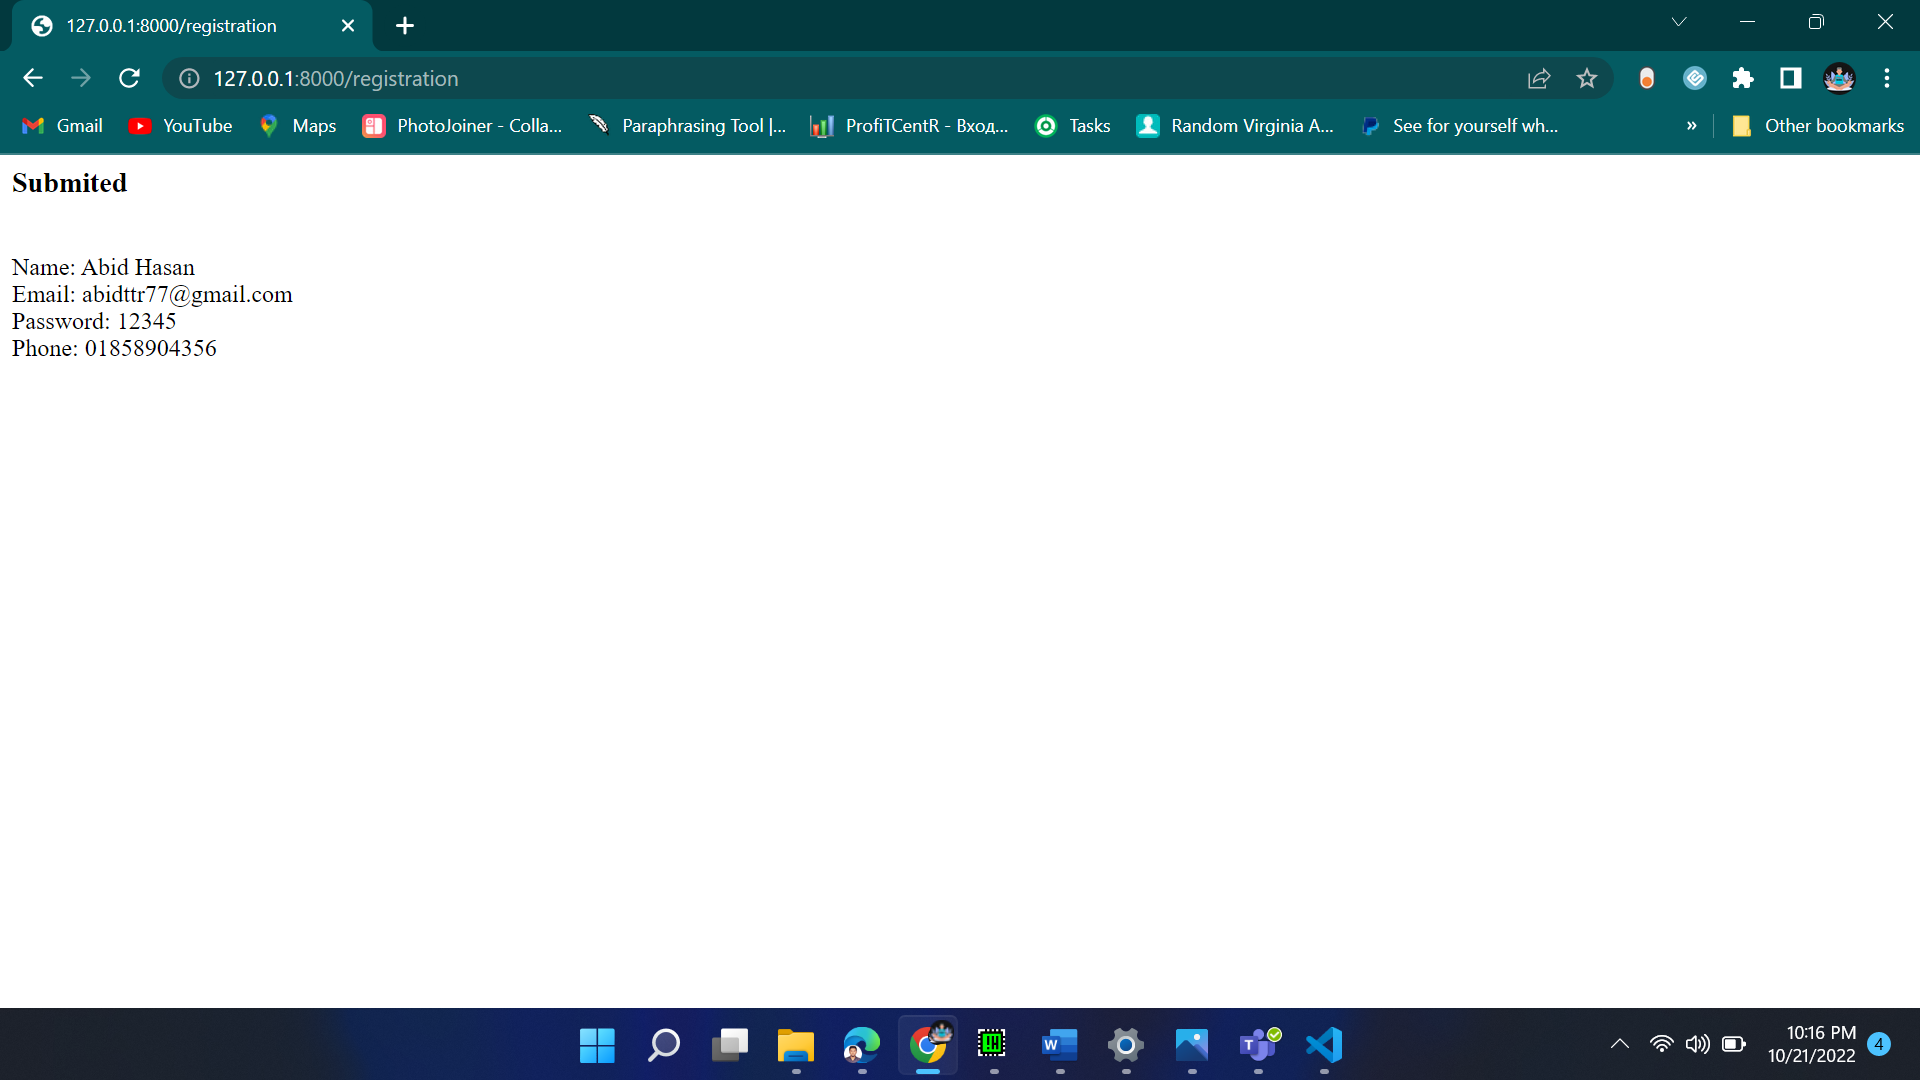 127.0.0.1:8000/registration
127.0.0.1:8000/registration
Gmail YouTube Maps PhotoJoiner - Colla... Paraphrasing Tool |... ProfiTCentR - Вход... Tasks Random Virginia A... See for yourself wh... » Other bookmarks
Submited
Name: Abid Hasan
Email: abidttr77@gmail.com
Password: 12345
Phone: 01858904356
10:16 PM
10/21/2022 4